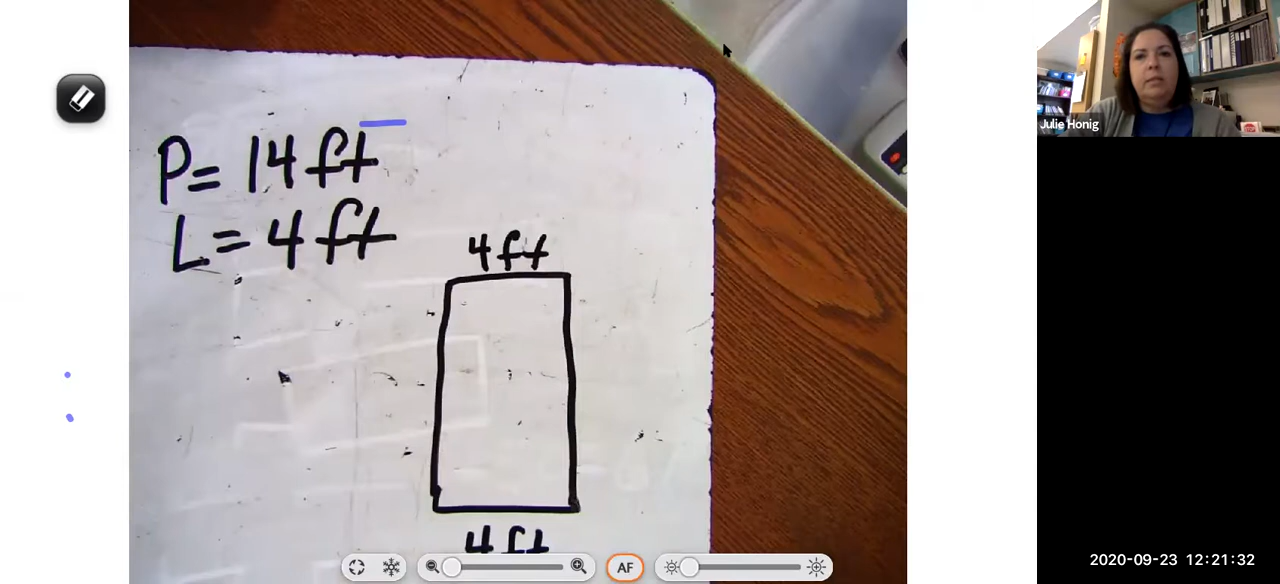 P= 14 ft
L= 4 ft
4 ft
4 ft
AF
Julie Honig
2020-09-23 12:21:32